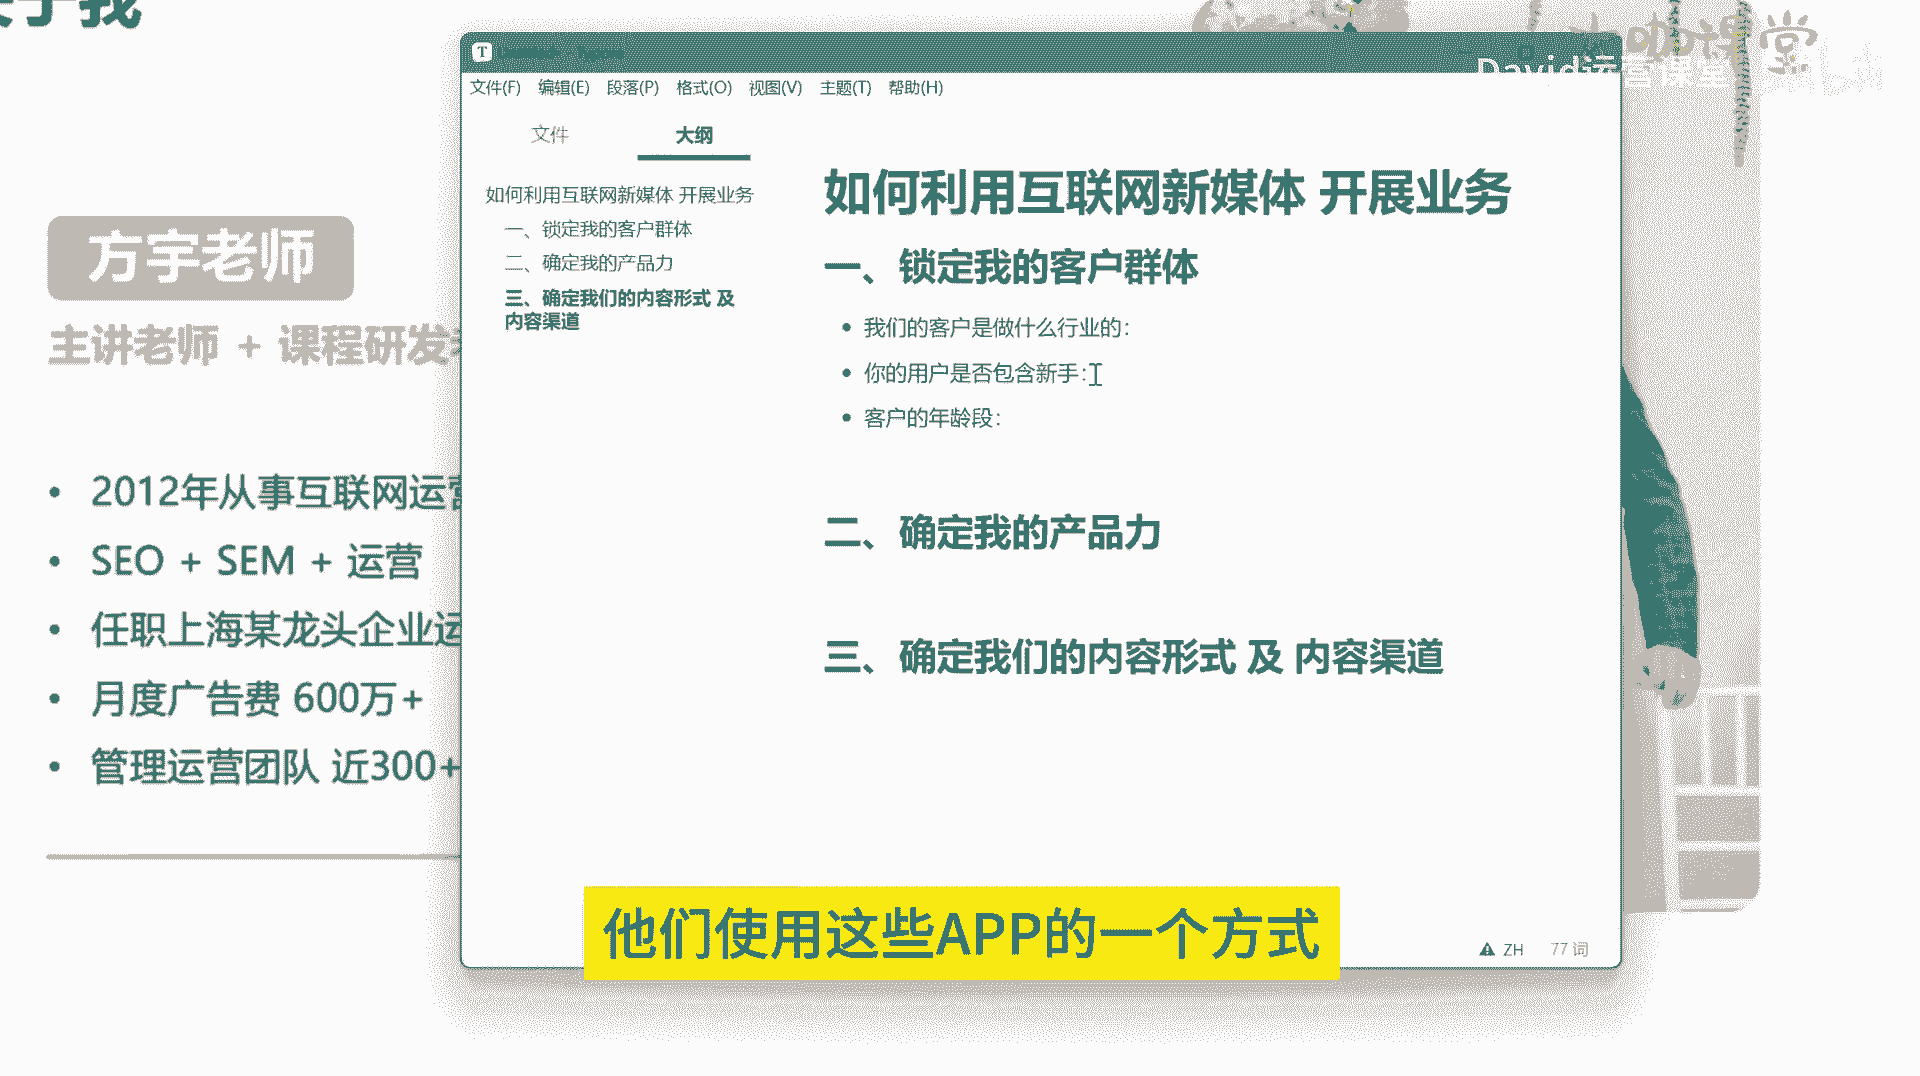 于我
课堂
David运营课堂
T
文件(F) 编辑(E) 段落(P) 格式(O) 视图(V) 主题(T) 帮助(H)
文件 大纲
如何利用互联网新媒体 开展业务
一、锁定我的客户群体
二、确定我的产品力
三、确定我们的内容形式 及
内容渠道
如何利用互联网新媒体 开展业务
一、锁定我的客户群体
• 我们的客户是做什么行业的：
• 你的用户是否包含新手：
• 客户的年龄段：
二、确定我的产品力
三、确定我们的内容形式 及 内容渠道
方宇老师
主讲老师 + 课程研发
• 2012年从事互联网运营
• SEO + SEM + 运营
• 任职上海某龙头企业运
• 月度广告费 600万+
• 管理运营团队 近300+
他们使用这些APP的一个方式
ZH 77 词